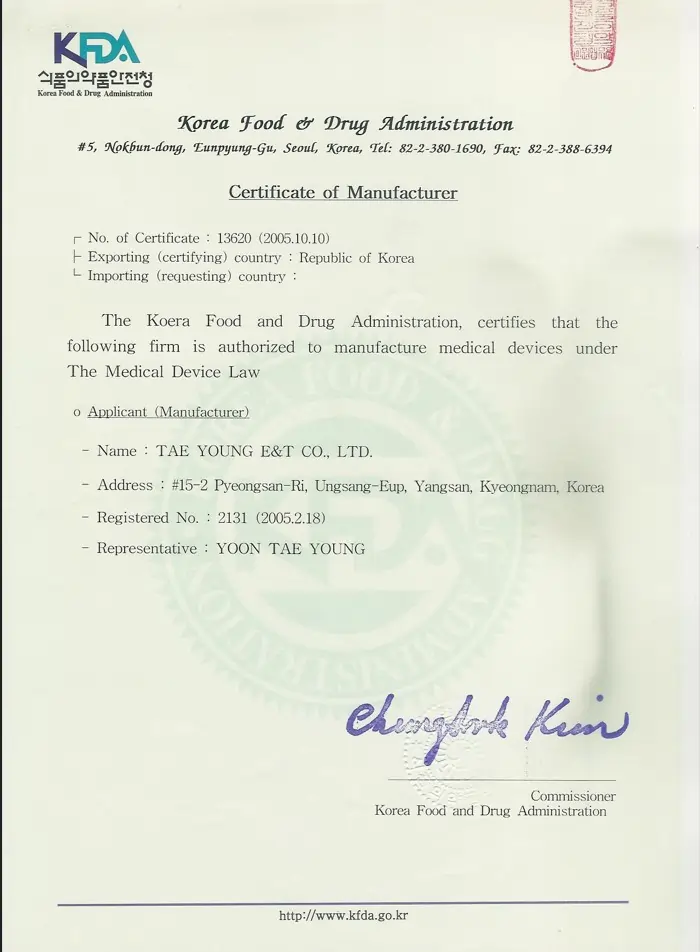 KFDA
식품의약품안전청
Korea Food & Drug Administration
Korea Food & Drug Administration
#5, Nokbun-dong, Eunpyung-Gu, Seoul, Korea, Tel: 82-2-380-1690, Fax: 82-2-388-6394
Certificate of Manufacturer
┌ No. of Certificate : 13620 (2005.10.10)
├ Exporting (certifying) country : Republic of Korea
└ Importing (requesting) country :
The Koera Food and Drug Administration, certifies that the
following firm is authorized to manufacture medical devices under
The Medical Device Law
o Applicant (Manufacturer)
- Name : TAE YOUNG E&T CO., LTD.
- Address : #15-2 Pyeongsan-Ri, Ungsang-Eup, Yangsan, Kyeongnam, Korea
- Registered No. : 2131 (2005.2.18)
- Representative : YOON TAE YOUNG
KOREA FOOD & DRUG ADMINISTRATION
KFDA
Kim
Commissioner
Korea Food and Drug Administration
http://www.kfda.go.kr